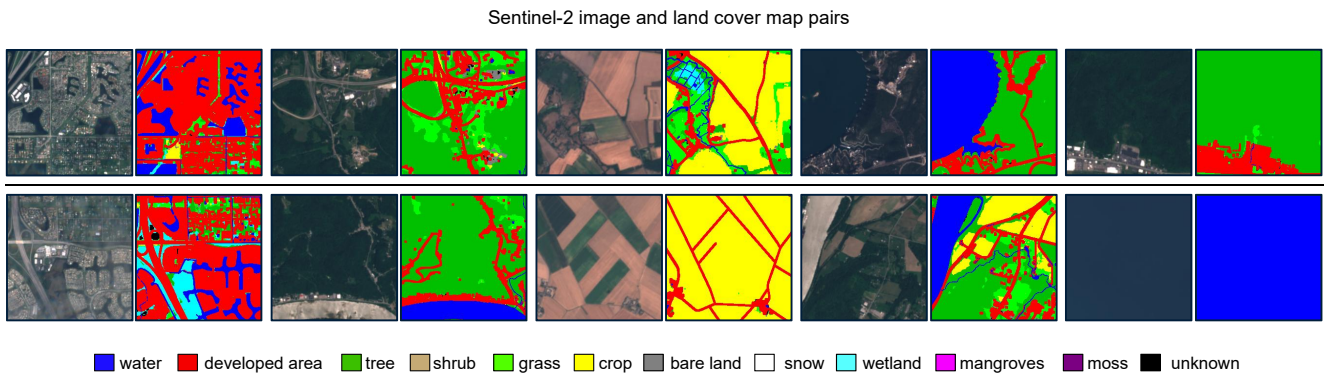 Sentinel-2 image and land cover map pairs
water developed area tree shrub grass crop bare land snow wetland mangroves moss unknown